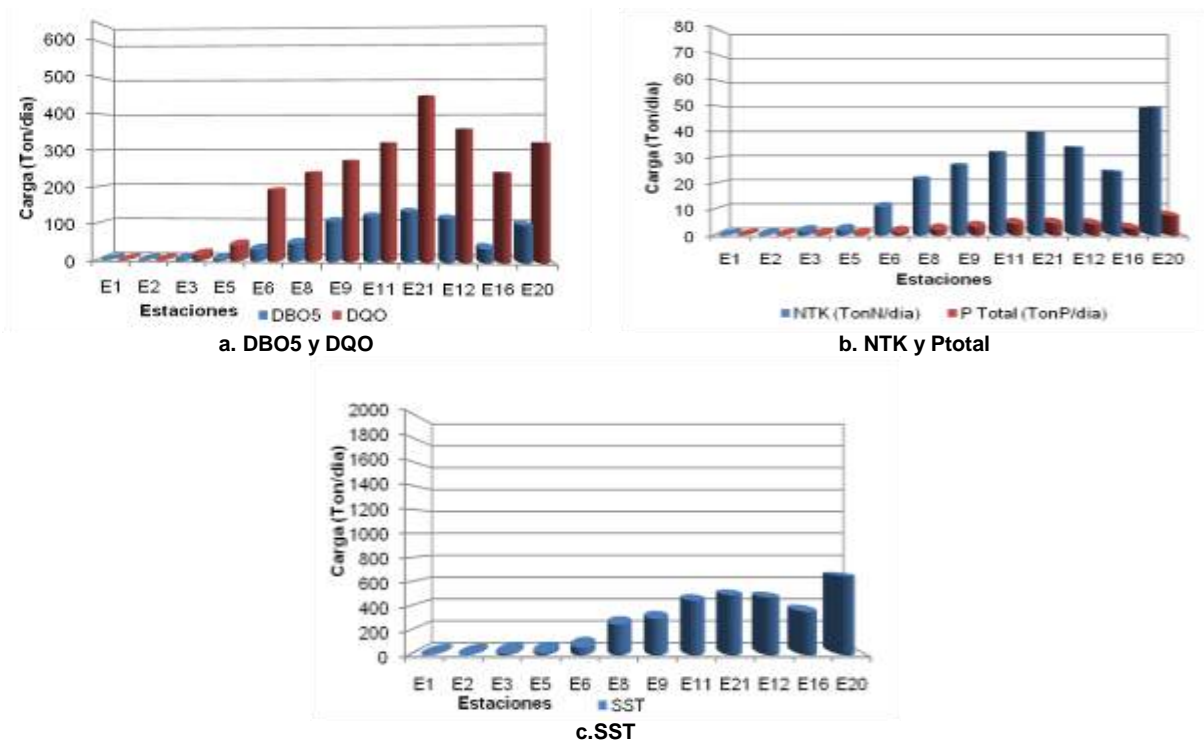 600
500
400
300
200
100
0
Carga (Ton/dia)
E1 E2 E3 E5 E6 E8 E9 E11 E21 E12 E16 E20
Estaciones DBO5 DQO
a. DBO5 y DQO
80
70
60
50
40
30
20
10
0
Carga (Ton/dia)
E1 E2 E3 E5 E6 E8 E9 E11 E21 E12 E16 E20
Estaciones
NTK (TonN/dia) P Total (TonP/dia)
b. NTK y Ptotal
2000
1800
1600
1400
1200
1000
800
600
400
200
0
Carga (Ton/dia)
E1 E2 E3 E5 E6 E8 E9 E11 E21 E12 E16 E20
Estaciones SST
c.SST